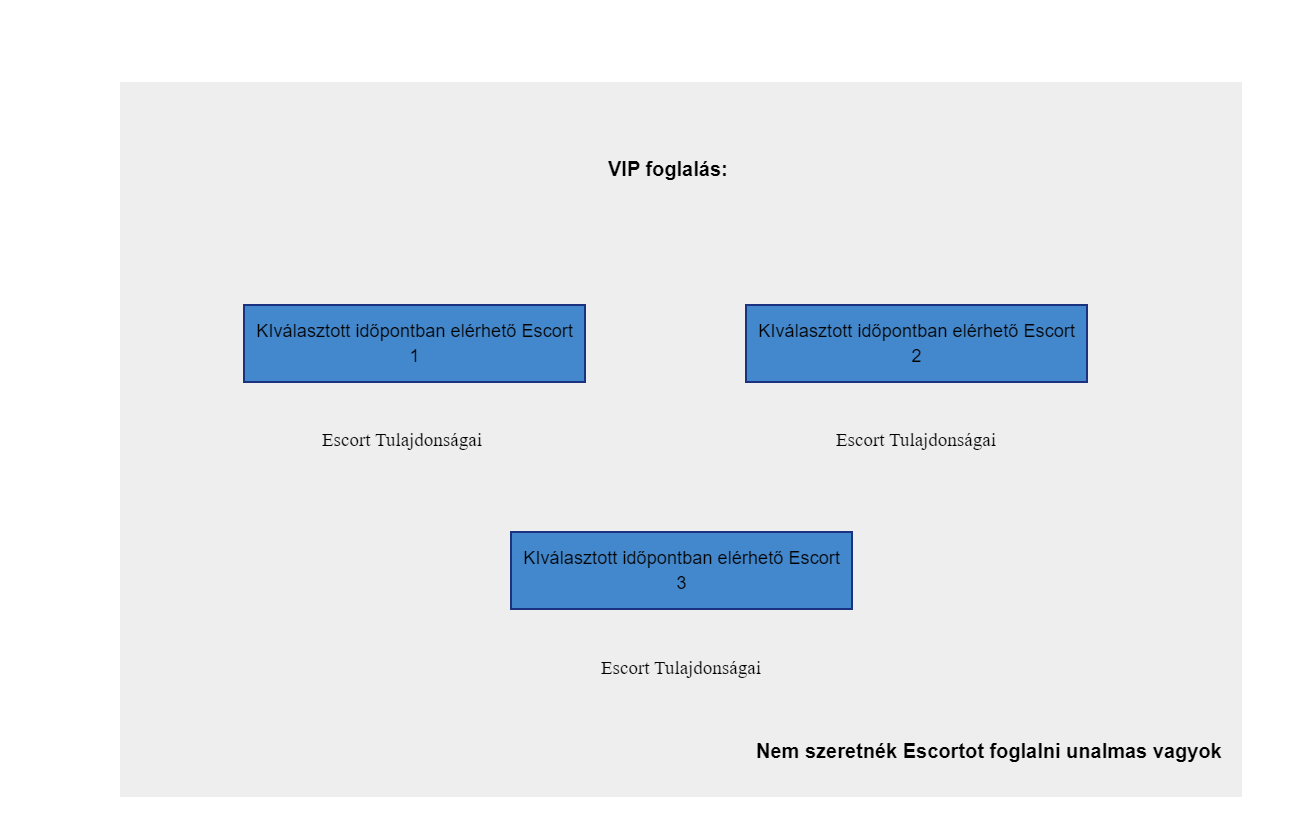 VIP foglalás:
KIválasztott időpontban elérhető Escort
1
KIválasztott időpontban elérhető Escort
2
Escort Tulajdonságai
Escort Tulajdonságai
KIválasztott időpontban elérhető Escort
3
Escort Tulajdonságai
Nem szeretnék Escortot foglalni unalmas vagyok